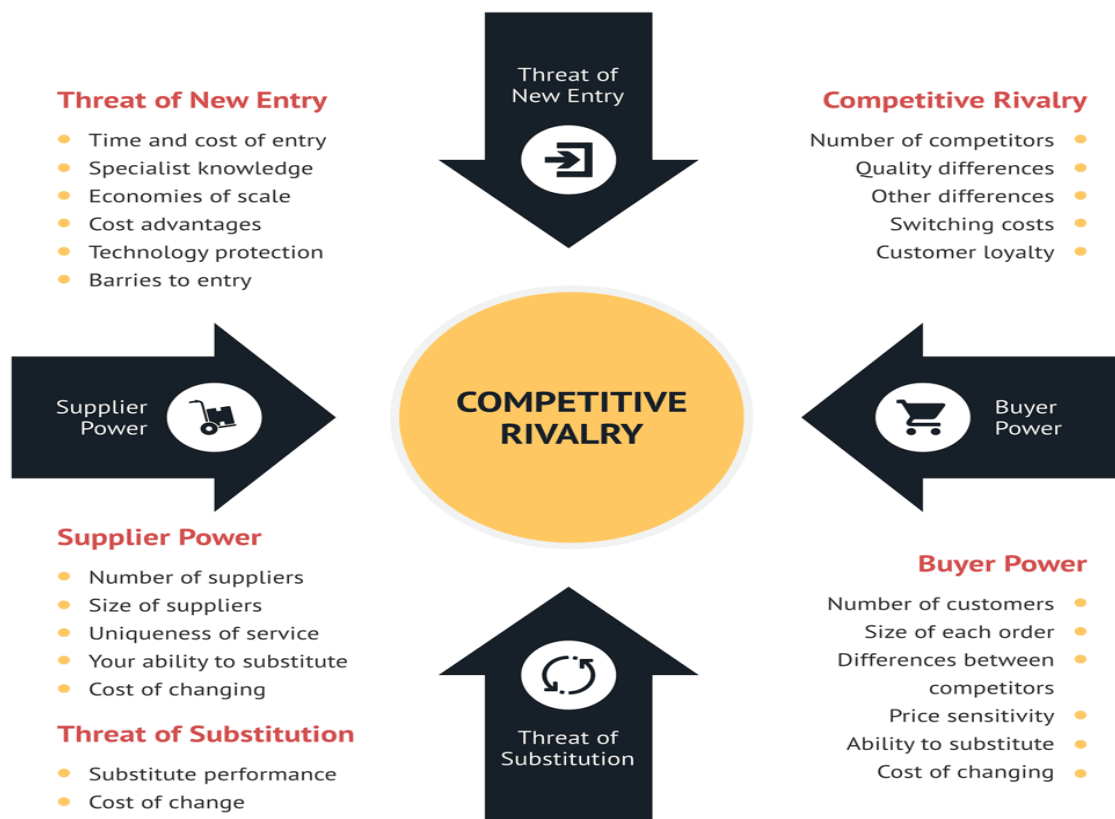 Threat of
New Entry
Threat of New Entry
Time and cost of entry
Specialist knowledge
Economies of scale
Cost advantages
Technology protection
Barries to entry
Competitive Rivalry
Number of competitors
Quality differences
Other differences
Switching costs
Customer loyalty
Supplier
Power
COMPETITIVE
RIVALRY
Buyer
Power
Supplier Power
Number of suppliers
Size of suppliers
Uniqueness of service
Your ability to substitute
Cost of changing
Threat of Substitution
Substitute performance
Cost of change
Threat of
Substitution
Buyer Power
Number of customers
Size of each order
Differences between
competitors
Price sensitivity
Ability to substitute
Cost of changing